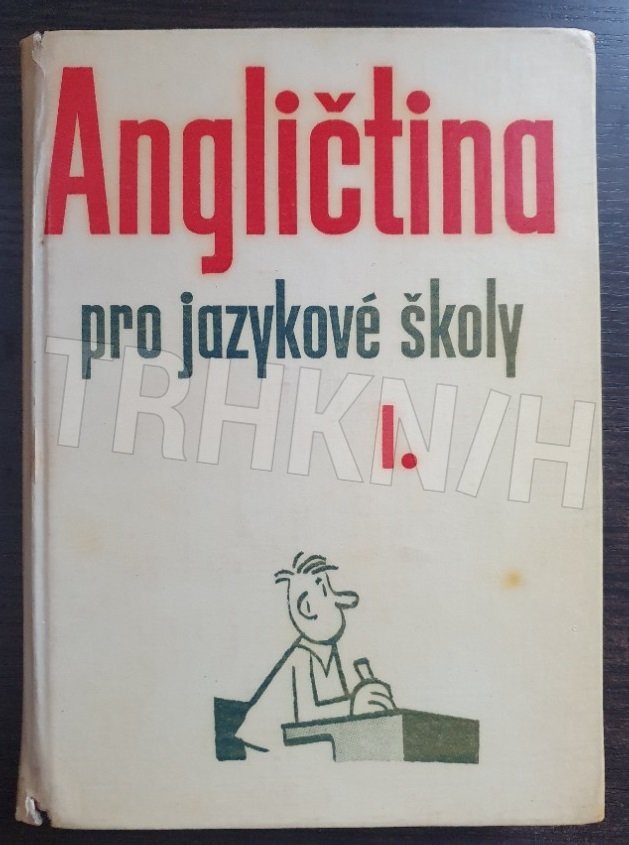 Angličtina
pro jazykové školy
I.
TRHKNIH